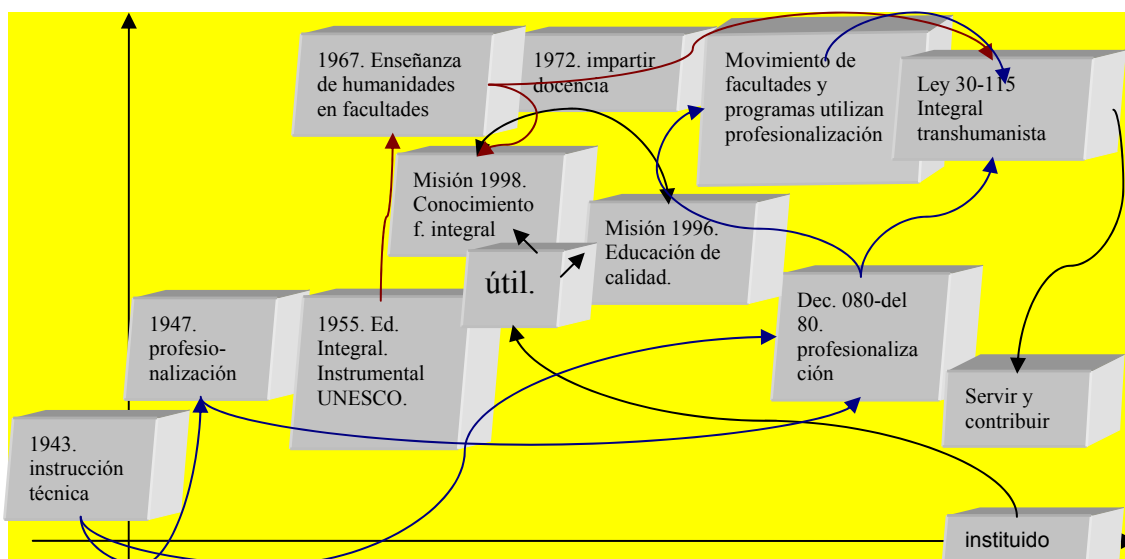 1967. Enseñanza
de humanidades
en facultades
1972. impartir
docencia
Movimiento de
facultades y
programas utilizan
profesionalización
Ley 30-115
Integral
transhumanista
Misión 1998.
Conocimiento
f. integral
Misión 1996.
Educación de
calidad.
útil.
1947.
profesio-
nalización
1955. Ed.
Integral.
Instrumental
UNESCO.
Dec. 080-del
80.
profesionaliza
ción
Servir y
contribuir
1943.
instrucción
técnica
instituido